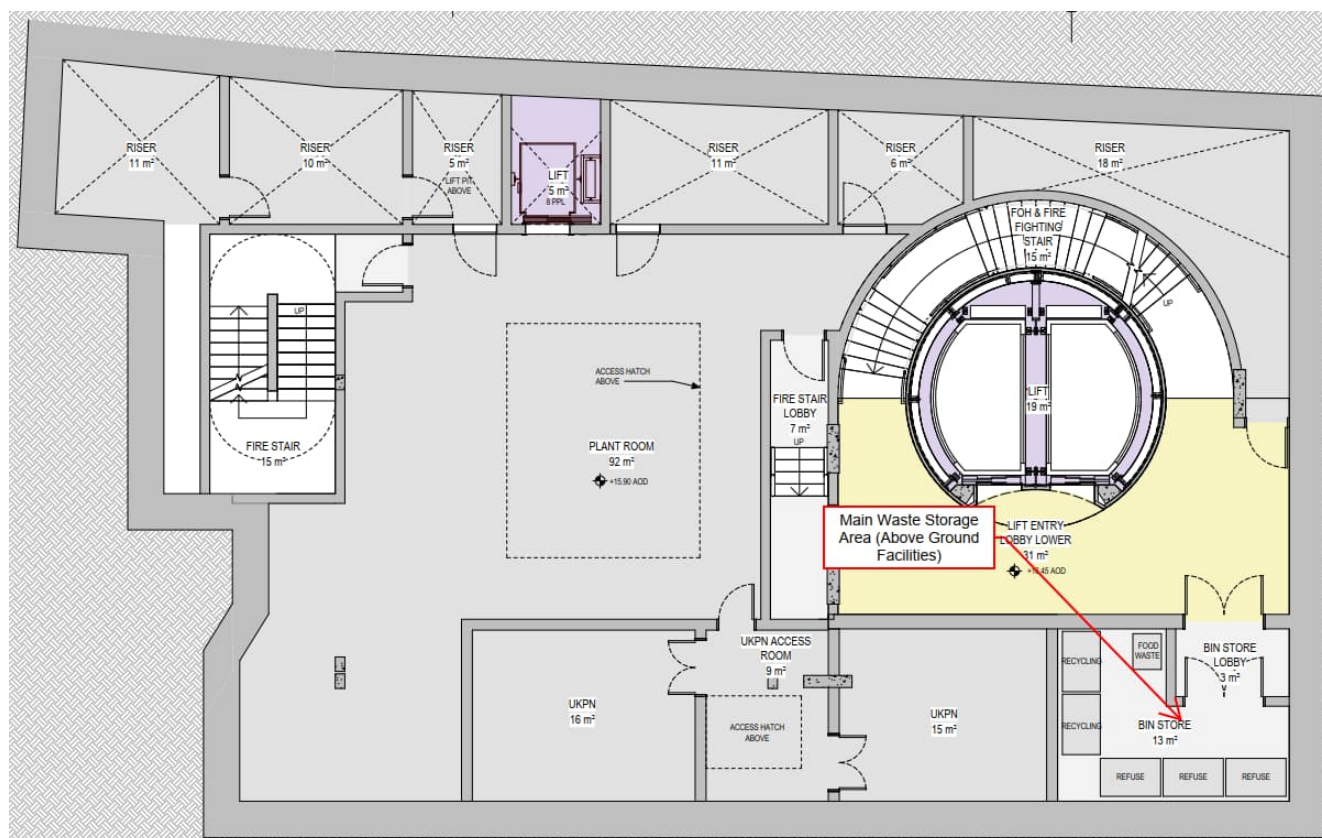 RISER
11 m²
RISER
10 m²
RISER
5 m²
LIFT PIT
ABOVE
LIFT
5 m²
8 PPL
RISER
11 m²
RISER
6 m²
RISER
18 m²
FOH & FIRE
FIGHTING
STAIR
15 m²
UP
UP
ACCESS HATCH
ABOVE
FIRE STAIR
LOBBY
7 m²
UP
LIFT
19 m²
FIRE STAIR
15 m²
PLANT ROOM
92 m²
+15.90 AOD
Main Waste Storage
Area (Above Ground
Facilities)
LIFT ENTRY
LOBBY LOWER
31 m²
AOD
UKPN ACCESS
ROOM
9 m²
UKPN
16 m²
ACCESS HATCH
ABOVE
UKPN
15 m²
RECYCLING
FOOD
WASTE
BIN STORE
LOBBY
3 m²
RECYCLING
BIN STORE
13 m²
REFUSE
REFUSE
REFUSE